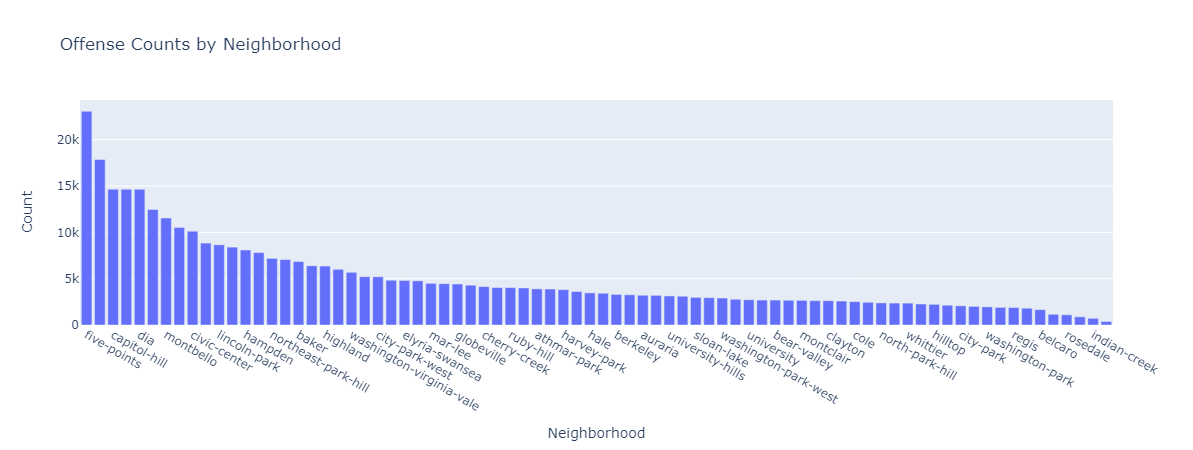 Offense Counts by Neighborhood
Count
20k
15k
10k
5k
0
five-points
capitol-hill
dia
montbello
civic-center
lincoln-park
hampden
northeast-park-hill
baker
highland
washington-virginia-vale
city-park-west
elyria-swansea
mar-lee
globeville
cherry-creek
ruby-hill
athmar-park
harvey-park
hale
berkeley
auraria
university-hills
sloan-lake
washington-park-west
university
bear-valley
montclair
clayton
cole
north-park-hill
whittier
hilltop
city-park
washington-park
regis
belcaro
rosedale
indian-creek
Neighborhood